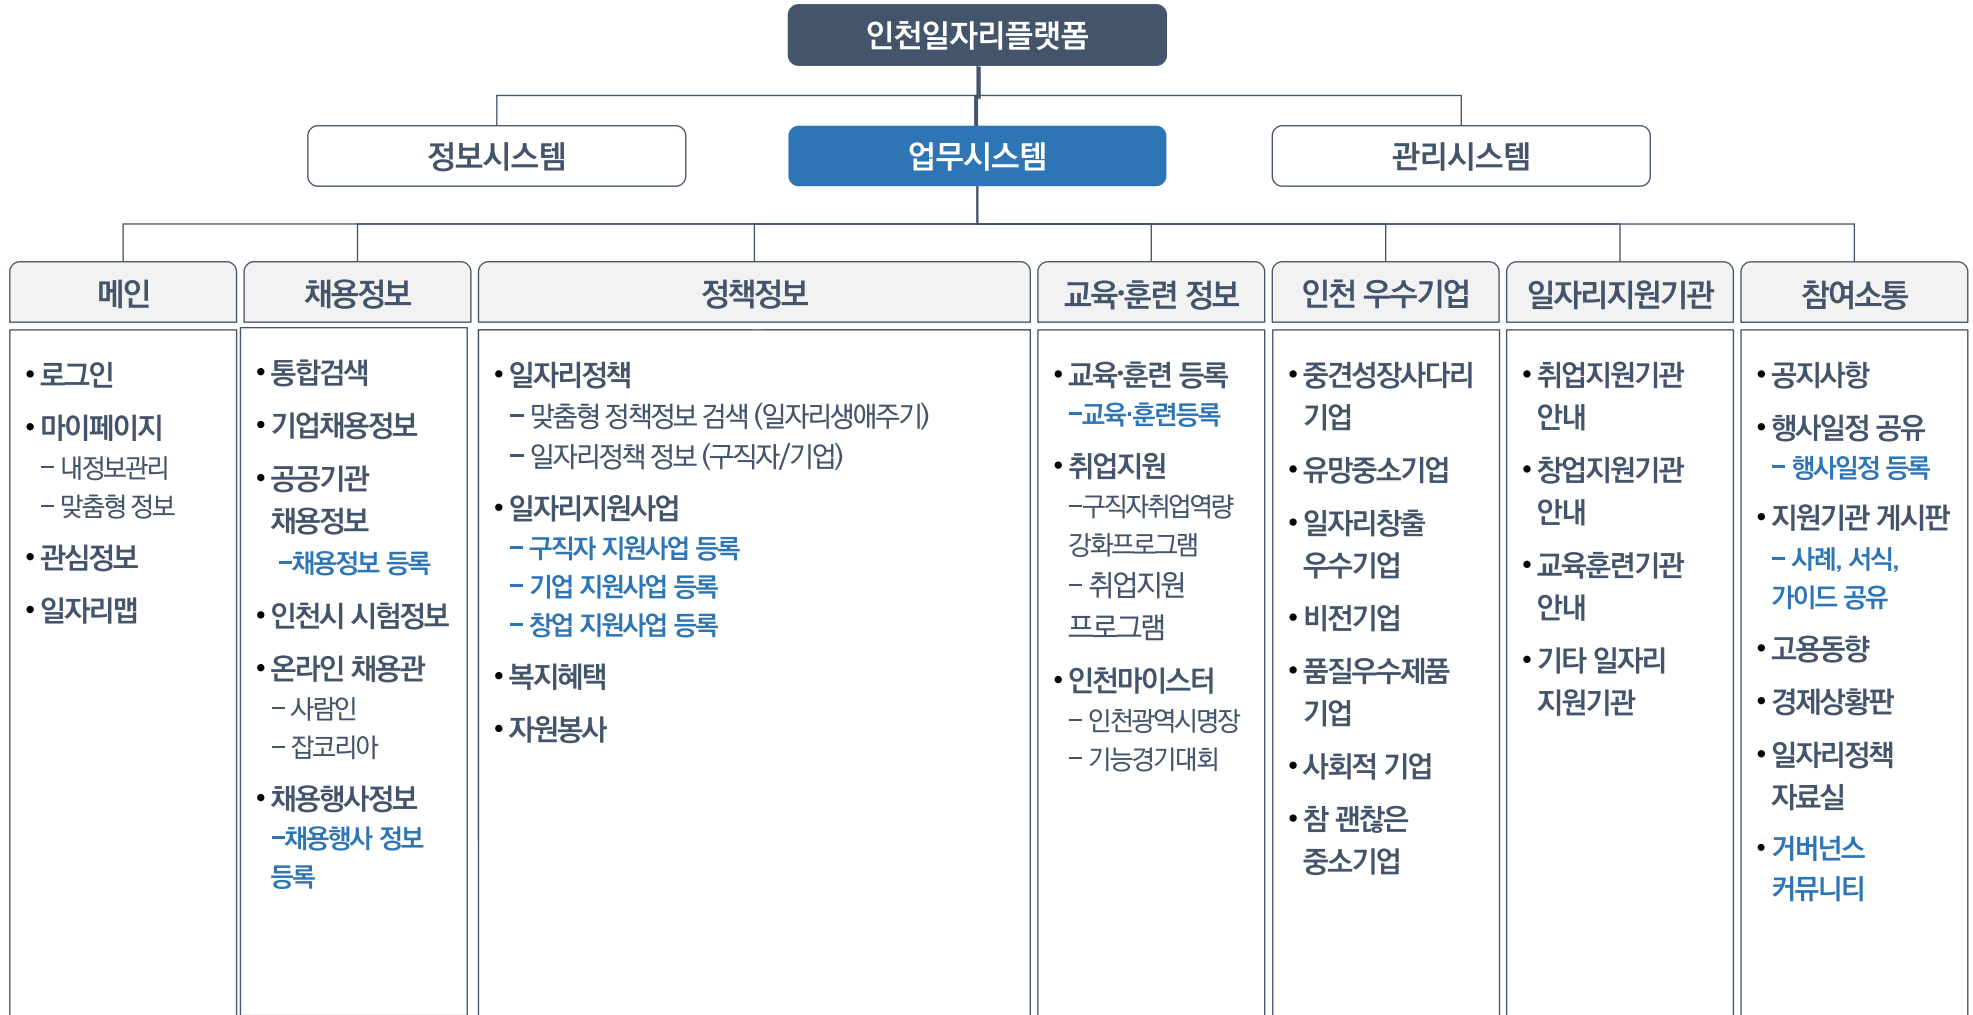 인천일자리플랫폼
정보시스템
업무시스템
관리시스템
메인
• 로그인
• 마이페이지
– 내정보관리
– 맞춤형 정보
• 관심정보
• 일자리맵
채용정보
• 통합검색
• 기업채용정보
• 공공기관
채용정보
–채용정보 등록
• 인천시 시험정보
• 온라인 채용관
– 사람인
– 잡코리아
• 채용행사정보
–채용행사 정보
등록
정책정보
• 일자리정책
– 맞춤형 정책정보 검색 (일자리생애주기)
– 일자리정책 정보 (구직자/기업)
• 일자리지원사업
– 구직자 지원사업 등록
– 기업 지원사업 등록
– 창업 지원사업 등록
• 복지혜택
• 자원봉사
교육·훈련 정보
• 교육·훈련 등록
–교육·훈련등록
• 취업지원
–구직자취업역량
강화프로그램
– 취업지원
프로그램
• 인천마이스터
– 인천광역시명장
– 기능경기대회
인천 우수기업
• 중견성장사다리
기업
• 유망중소기업
• 일자리창출
우수기업
• 비전기업
• 품질우수제품
기업
• 사회적 기업
• 참 괜찮은
중소기업
일자리지원기관
• 취업지원기관
안내
• 창업지원기관
안내
• 교육훈련기관
안내
• 기타 일자리
지원기관
참여소통
• 공지사항
• 행사일정 공유
– 행사일정 등록
• 지원기관 게시판
– 사례, 서식,
가이드 공유
• 고용동향
• 경제상황판
• 일자리정책
자료실
• 거버넌스
커뮤니티